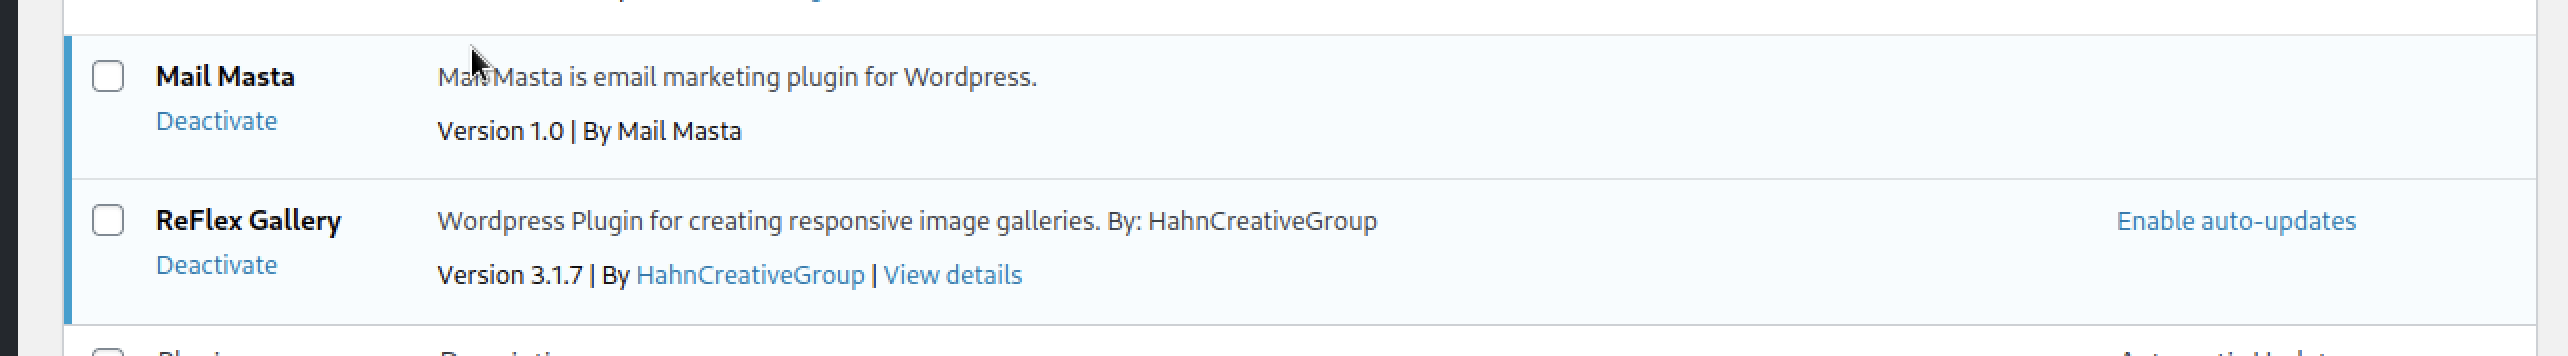 Mail Masta
Mail Masta is email marketing plugin for Wordpress.
Deactivate
Version 1.0 | By Mail Masta
ReFlex Gallery
Wordpress Plugin for creating responsive image galleries. By: HahnCreativeGroup
Enable auto-updates
Deactivate
Version 3.1.7 | By HahnCreativeGroup | View details